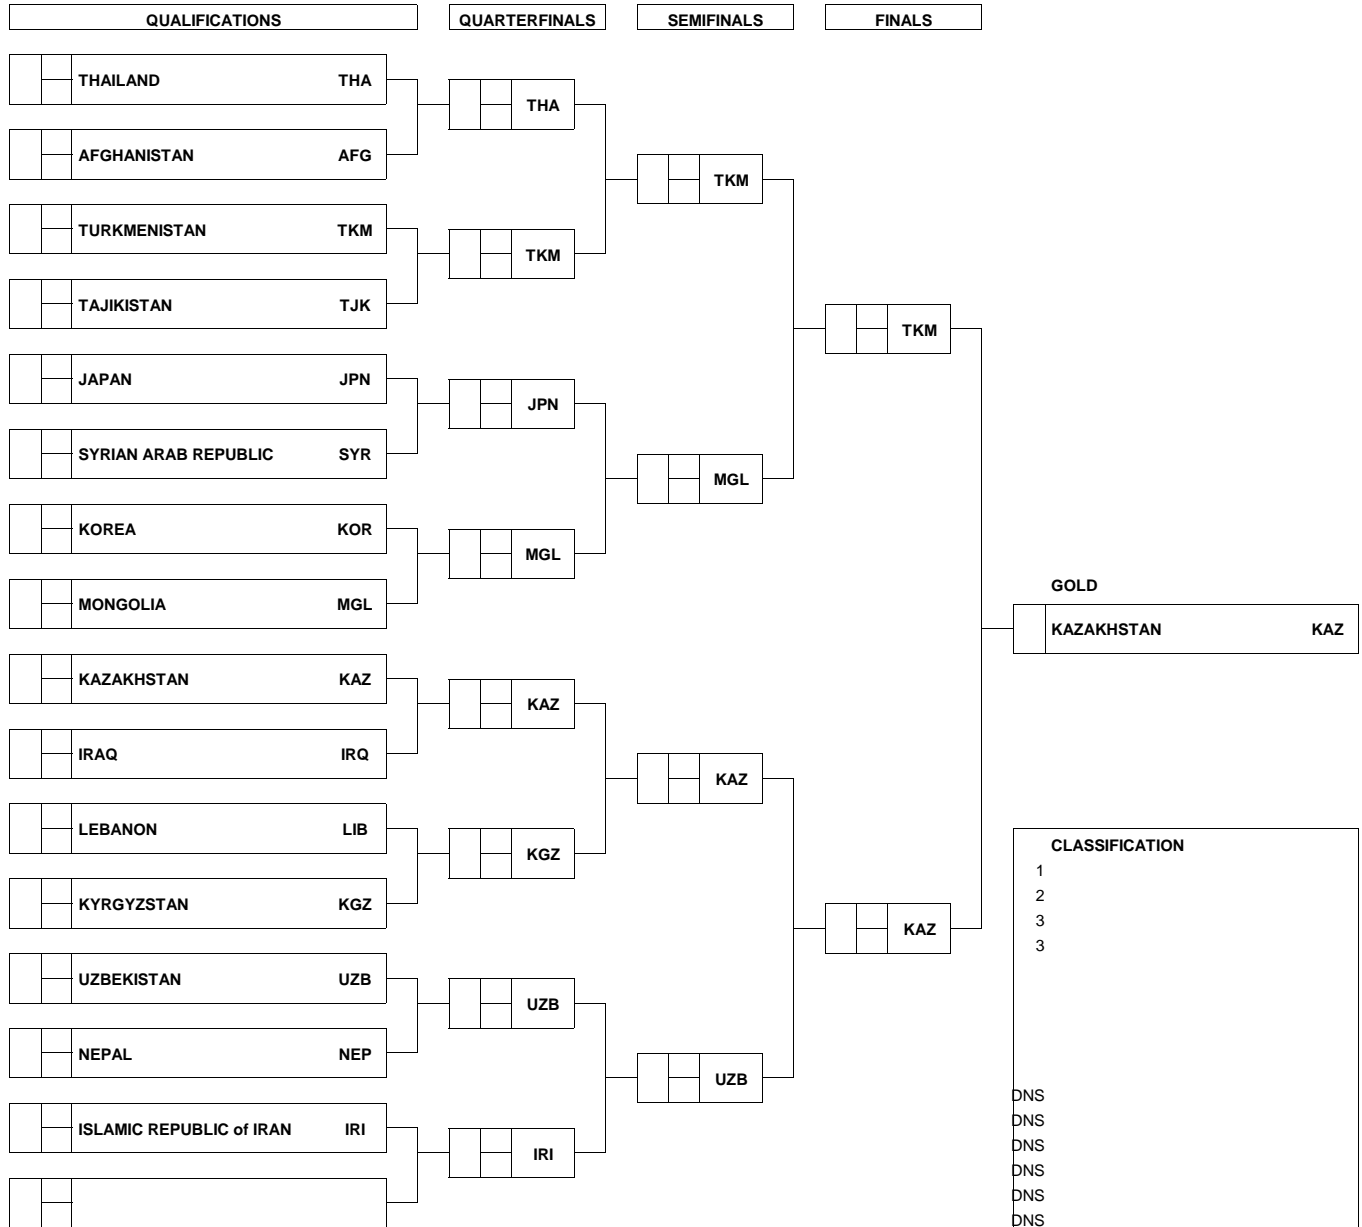 QUALIFICATIONS QUARTERFINALS SEMIFINALS FINALS
THAILAND THA
THA
AFGHANISTAN AFG
TKM
TURKMENISTAN TKM
TKM
TAJIKISTAN TJK
TKM
JAPAN JPN
JPN
SYRIAN ARAB REPUBLIC SYR
MGL
KOREA KOR
MGL
GOLD
MONGOLIA MGL
KAZAKHSTAN KAZ
KAZAKHSTAN KAZ
KAZ
IRAQ IRQ
KAZ
LEBANON LIB
CLASSIFICATION
KGZ
1
2
KYRGYZSTAN KGZ
3
KAZ
3
UZBEKISTAN UZB
UZB
NEPAL NEP
UZB
DNS
DNS
ISLAMIC REPUBLIC of IRAN IRI
DNS
IRI
DNS
DNS
DNS